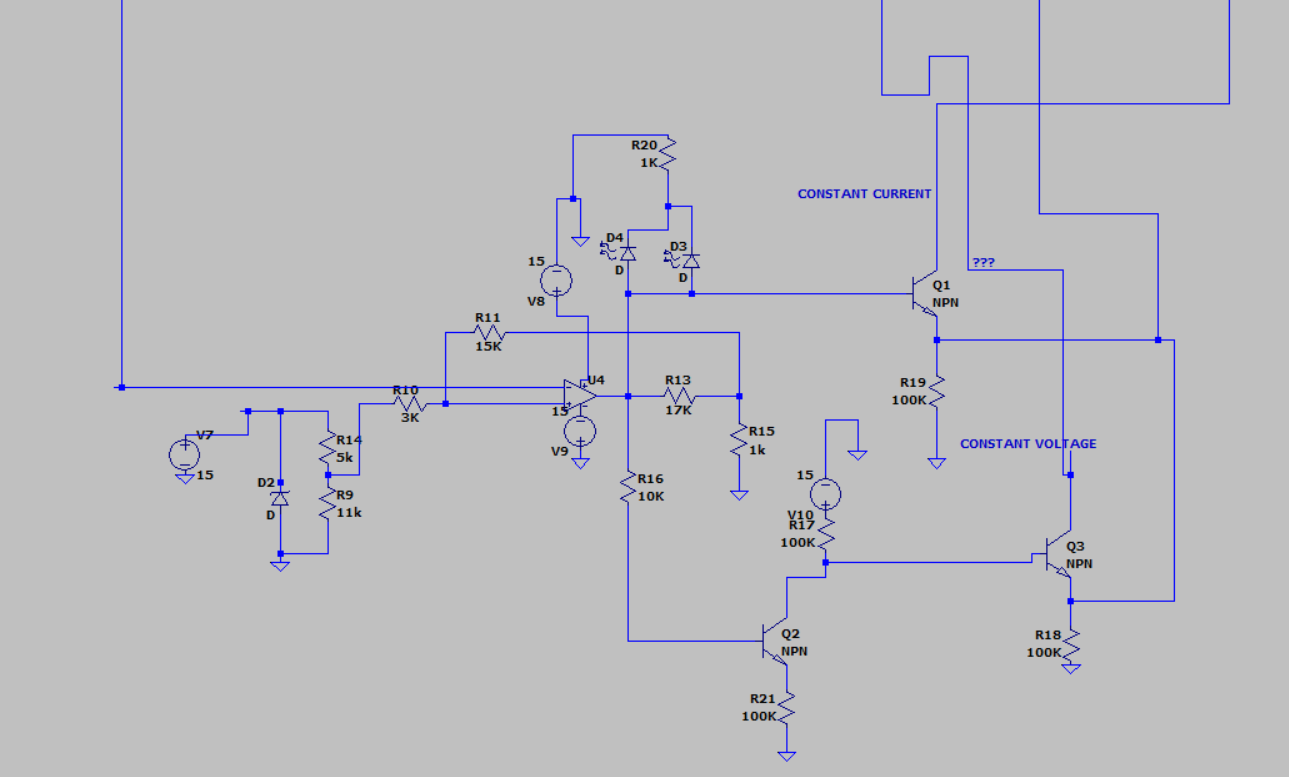 R20
1K
CONSTANT CURRENT
D4
D
D3
D
15
V8
???
Q1
NPN
R11
15K
U4
R10
3K
R13
17K
R19
100K
15
V9
V7
15
R14
5k
R15
1k
CONSTANT VOLTAGE
D2
D
R9
11k
R16
10K
15
V10
R17
100K
Q3
NPN
Q2
NPN
R18
100K
R21
100K